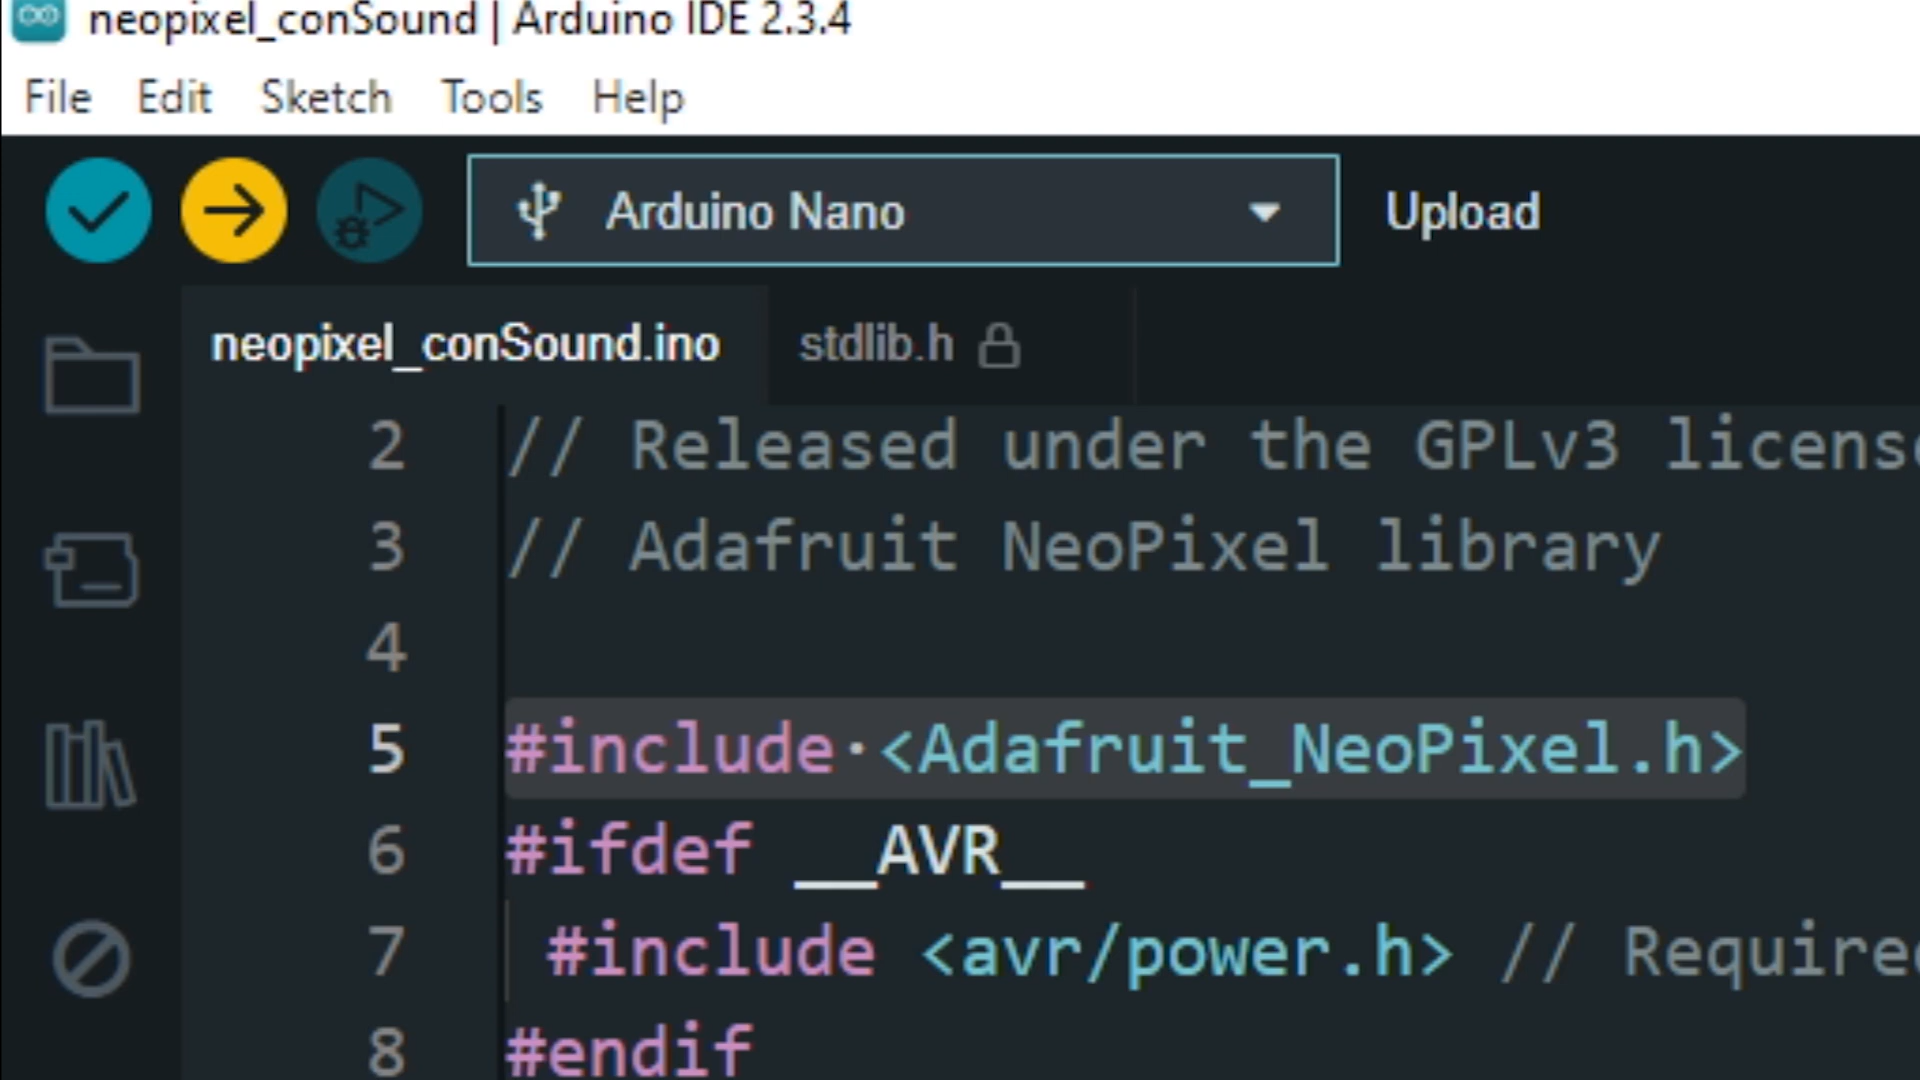 neopixel_conSound | Arduino IDE 2.3.4
File Edit Sketch Tools Help
Arduino Nano Upload
neopixel_conSound.ino stdlib.h
2 // Released under the GPLv3 license
3 // Adafruit NeoPixel library
4
5 #include <Adafruit_NeoPixel.h>
6 #ifdef __AVR__
7 #include <avr/power.h> // Required
8 #endif